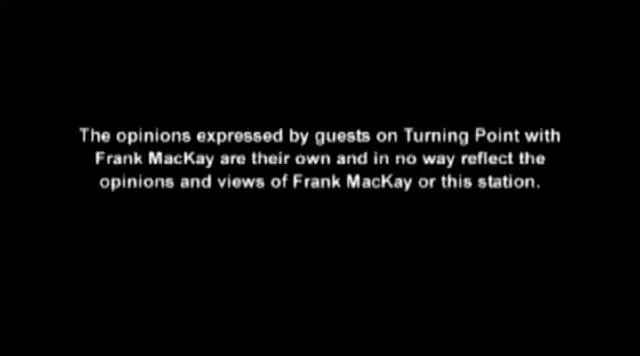 The opinions expressed by guests on Turning Point with
Frank MacKay are their own and in no way reflect the
opinions and views of Frank MacKay or this station.